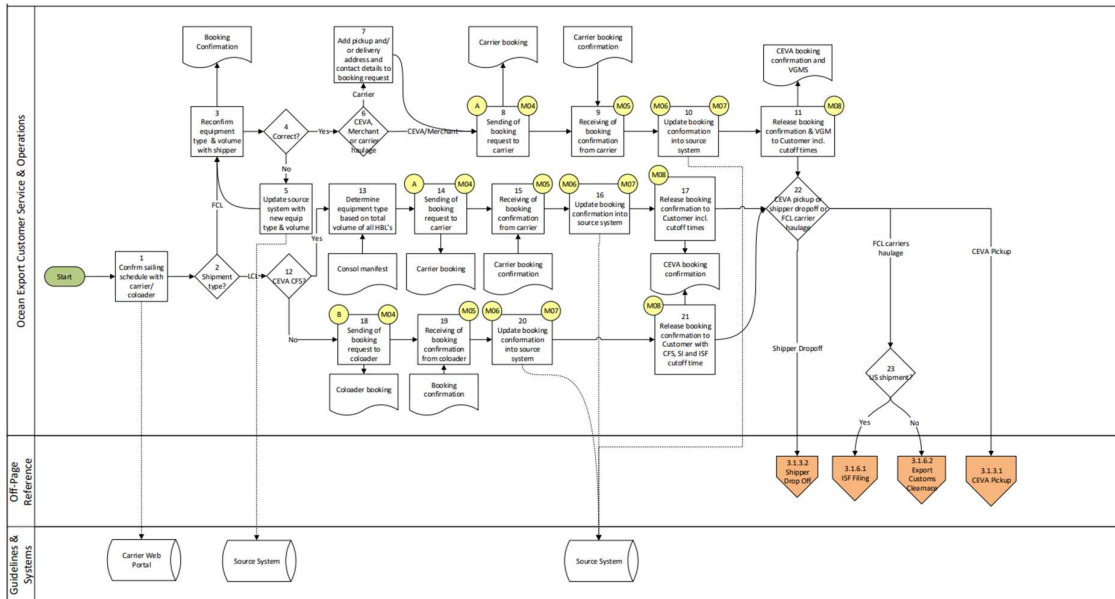 Ocean Export Customer Service & Operations
Start
1
Confirm sailing
schedule with
carrier/
coloader
2
Shipment
type?
FCL
LCL
Booking
Confirmation
3
Reconfirm
equipment
type & volume
with shipper
4
Correct?
Yes
No
5
Update source
system with
new equip
type & volume
7
Add pickup and/
or delivery
address and
contact details to
booking request
Carrier
6
CEVA,
Merchant
or carrier
haulage
CEVA/Merchant
Carrier booking
A
M04
8
Sending of
booking
request to
carrier
Carrier booking
confirmation
M05
9
Receiving of
booking
confirmation
from carrier
M06
M07
10
Update booking
conformation
into source
system
CEVA booking
confirmation and
VGMS
M08
11
Release booking
confirmation & VGM
to Customer incl.
cutoff times
12
CEVA CFS?
Yes
No
13
Determine
equipment type
based on total
volume of all HBL's
Consol manifest
A
M04
14
Sending of
booking
request to
carrier
Carrier booking
M05
15
Receiving of
booking
confirmation
from carrier
Carrier booking
confirmation
M06
M07
16
Update booking
confirmation into
source system
M08
17
Release booking
confirmation to
Customer incl.
cutoff times
CEVA booking
confirmation
B
M04
18
Sending of
booking
request to
coloader
Coloader booking
M05
19
Receiving of
booking
confirmation
from coloader
Booking
confirmation
M06
M07
20
Update booking
conformation
into source
system
M08
21
Release booking
confirmation to
Customer with
CFS, SI and ISF
cutoff time
22
CEVA pickup or
shipper dropoff or
FCL carrier
haulage
Shipper Dropoff
FCL carriers
haulage
CEVA Pickup
23
US shipment?
Yes
No
Off-Page
Reference
3.1.3.2
Shipper
Drop Off
3.1.6.1
ISF Filing
3.1.6.2
Export
Customs
Clearnace
3.1.3.1
CEVA Pickup
Guidelines &
Systems
Carrier Web
Portal
Source System
Source System